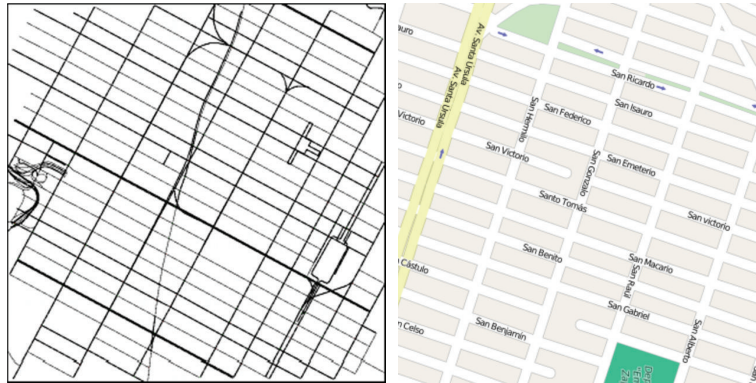 Av. Santa Ursula
Av. Santa Ursula
San Ricardo
San Hermilo
San Federico
San Isauro
Victorio
San Victorio
San Gonzalo
San Emeterio
Santo Tomás
San victorio
San Benito
San Macario
Cástulo
San Raúl
San Gabriel
San Alberto
San Benjamín
n Celso